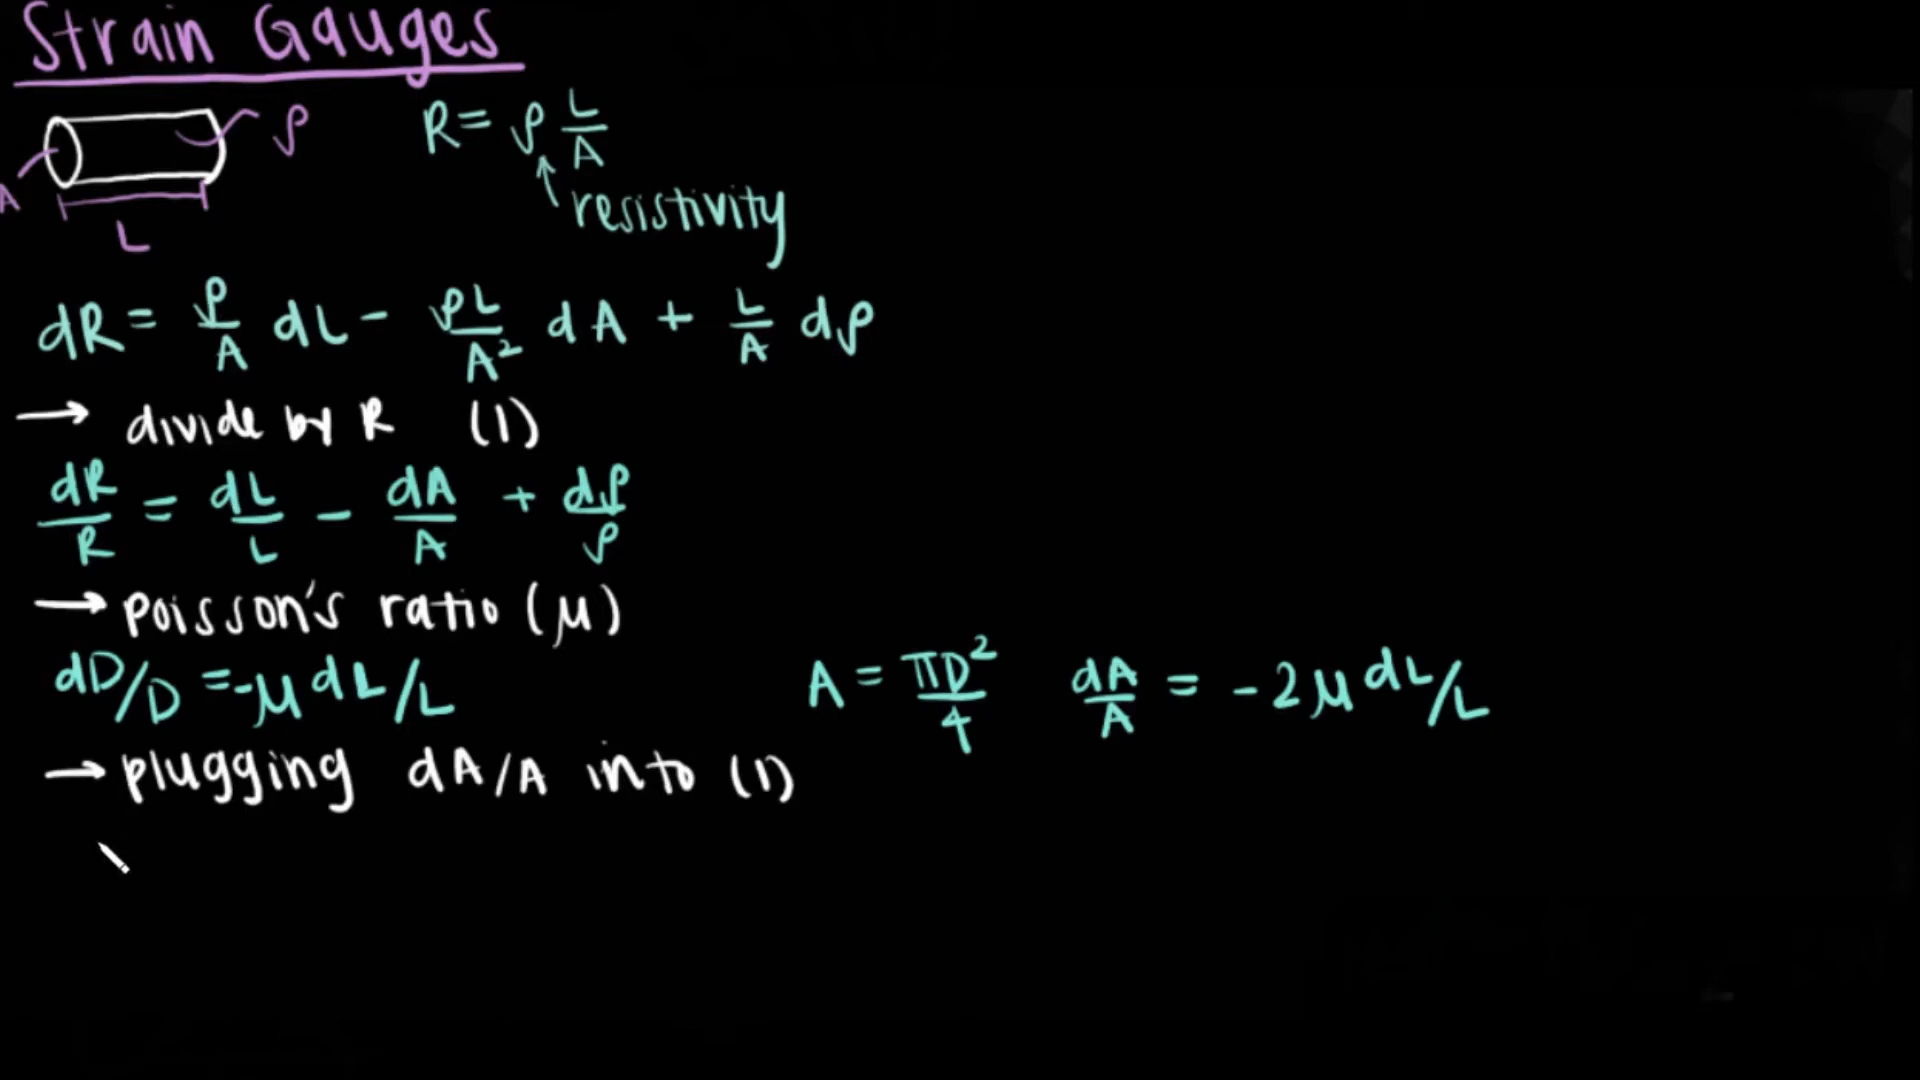 Strain Gauges
A
L
ρ
R = ρ L/A
resistivity
dR = ρ/A dL - ρL/A² dA + L/A dρ
→ divide by R (1)
dR/R = dL/L - dA/A + dρ/ρ
→ poisson's ratio (μ)
dD/D = -μ dL/L
A = πD²/4
dA/A = -2μ dL/L
→ plugging dA/A into (1)